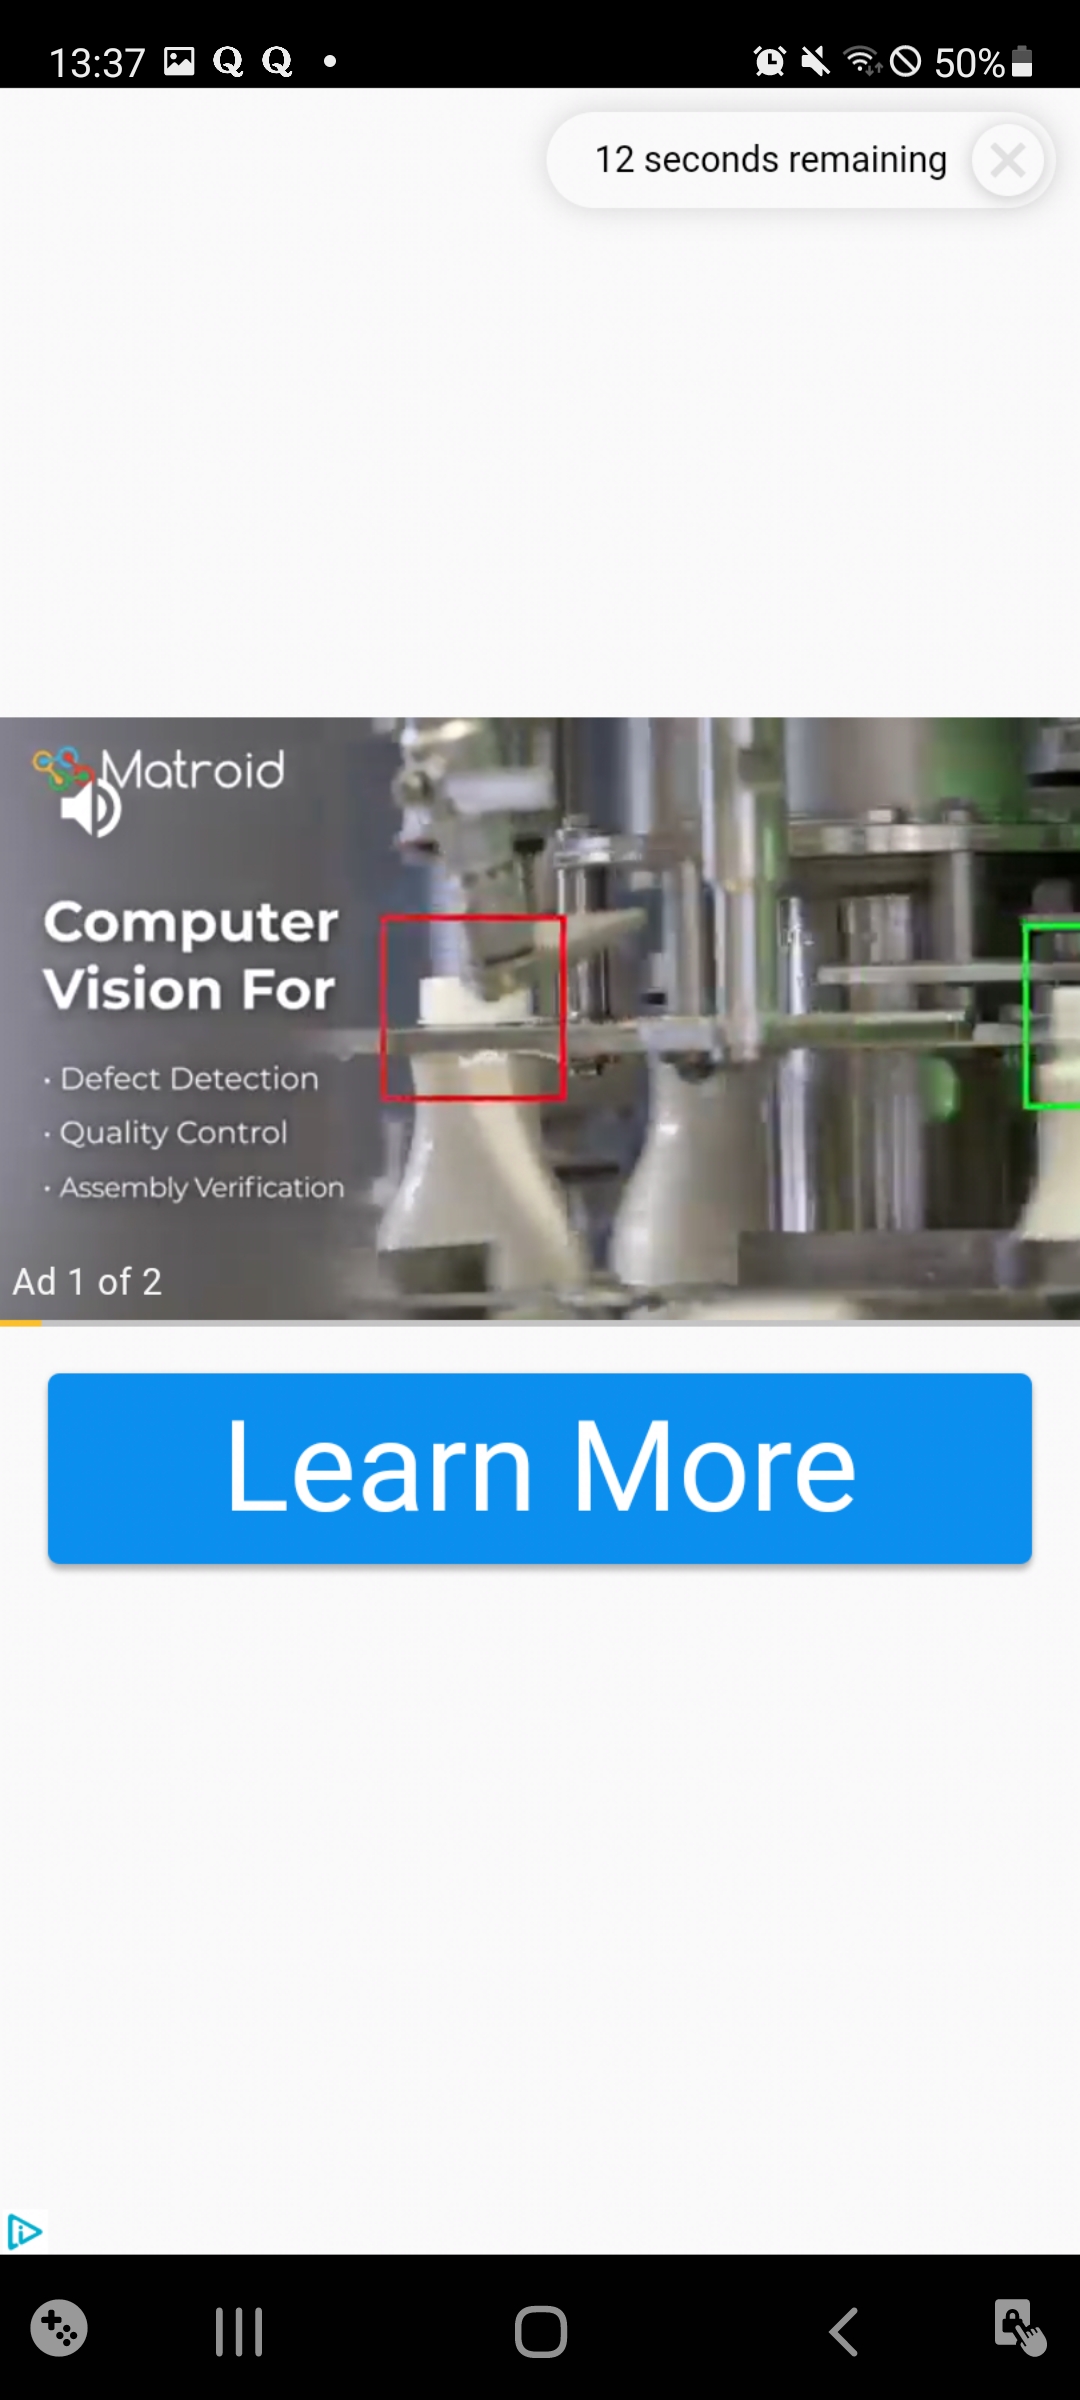 13:37
50%
12 seconds remaining
Matroid
Computer
Vision For
· Defect Detection
· Quality Control
· Assembly Verification
Ad 1 of 2
Learn More